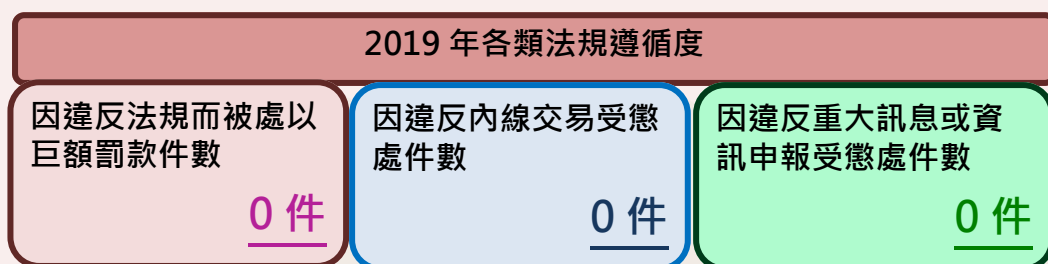 2019 年各類法規遵循度
因違反法規而被處以
巨額罰款件數
0 件
因違反內線交易受懲
處件數
0 件
因違反重大訊息或資
訊申報受懲處件數
0 件